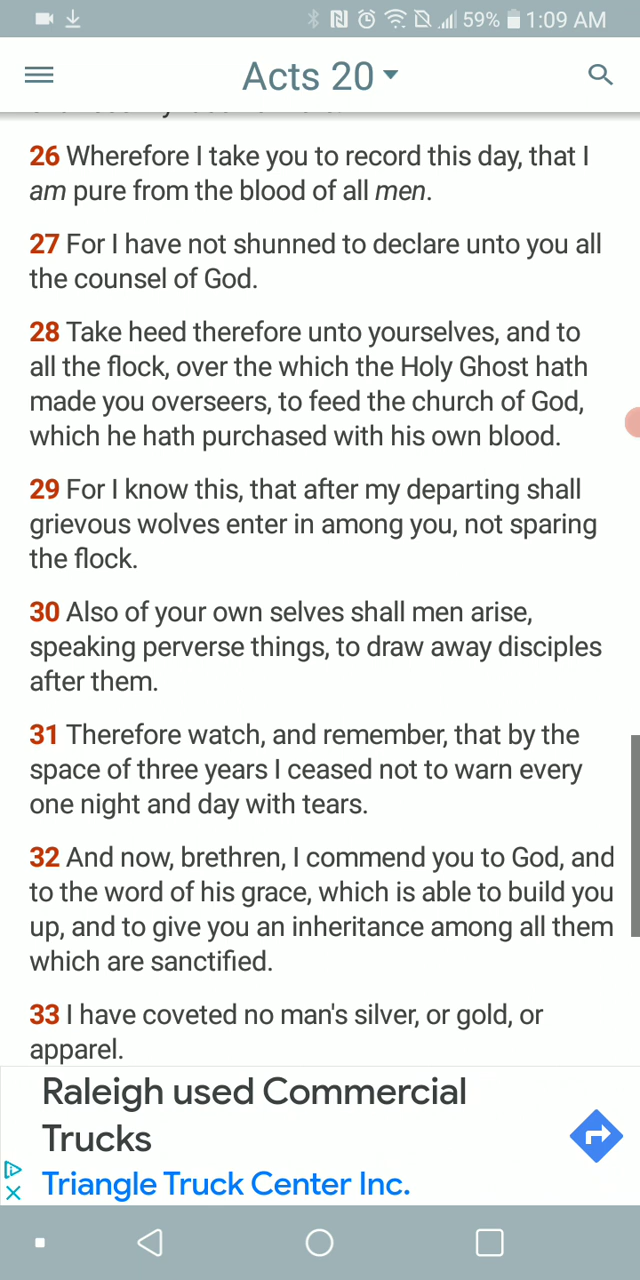 59% 1:09 AM
Acts 20
26 Wherefore I take you to record this day, that I
am pure from the blood of all men.
27 For I have not shunned to declare unto you all
the counsel of God.
28 Take heed therefore unto yourselves, and to
all the flock, over the which the Holy Ghost hath
made you overseers, to feed the church of God,
which he hath purchased with his own blood.
29 For I know this, that after my departing shall
grievous wolves enter in among you, not sparing
the flock.
30 Also of your own selves shall men arise,
speaking perverse things, to draw away disciples
after them.
31 Therefore watch, and remember, that by the
space of three years I ceased not to warn every
one night and day with tears.
32 And now, brethren, I commend you to God, and
to the word of his grace, which is able to build you
up, and to give you an inheritance among all them
which are sanctified.
33 I have coveted no man's silver, or gold, or
apparel.
Raleigh used Commercial
Trucks
Triangle Truck Center Inc.